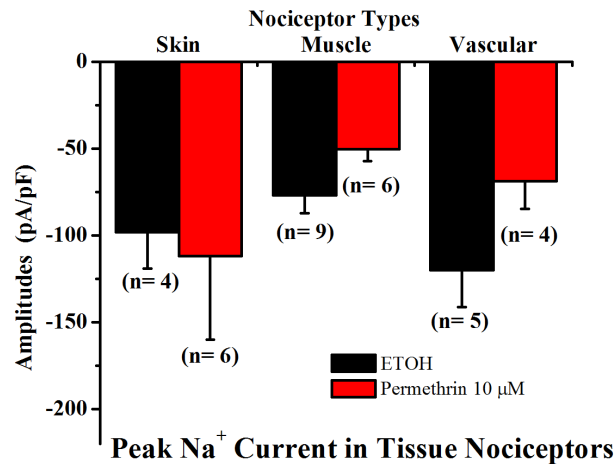 Nociceptor Types
Skin Muscle Vascular
0
-50
-100
-150
-200
Amplitudes (pA/pF)
(n= 4)
(n= 6)
(n= 9)
(n= 6)
(n= 5)
(n= 4)
ETOH
Permethrin 10 μM
Peak Na⁺ Current in Tissue Nociceptors